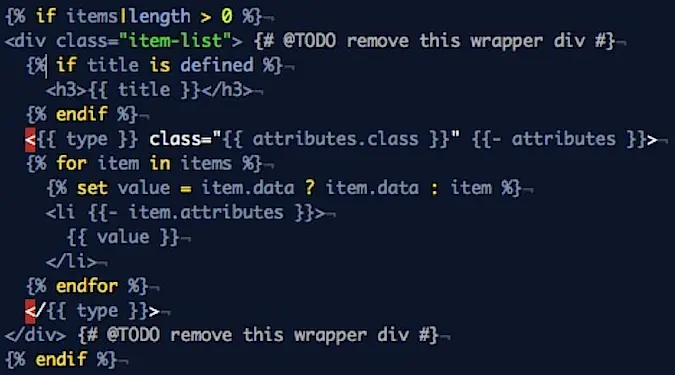 {% if items|length > 0 %}¬
<div class="item-list"> {# @TODO remove this wrapper div #}¬
{% if title is defined %}¬
<h3>{{ title }}</h3>¬
{% endif %}¬
<{{ type }} class="{{ attributes.class }}" {{- attributes }}>¬
{% for item in items %}¬
{% set value = item.data ? item.data : item %}¬
<li {{- item.attributes }}>¬
{{ value }}¬
</li>¬
{% endfor %}¬
</{{ type }}>¬
</div> {# @TODO remove this wrapper div #}¬
{% endif %}¬